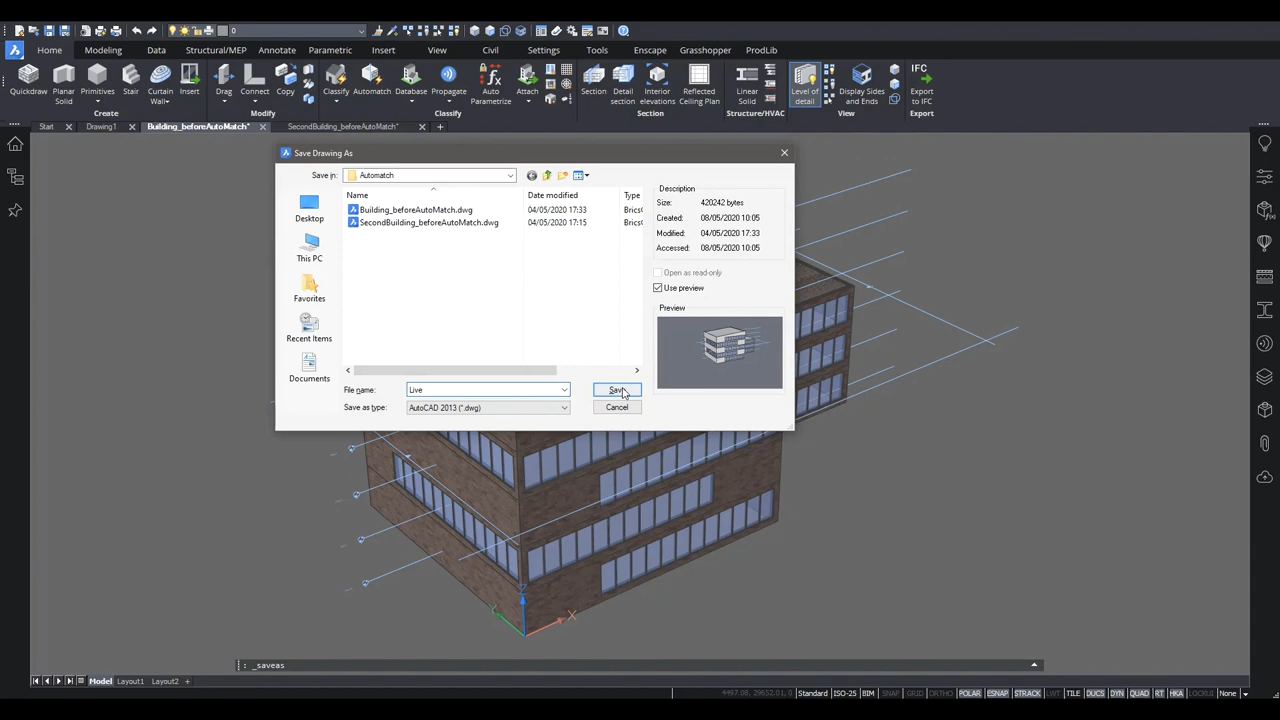 0
Home Modeling Data Structural/MEP Annotate Parametric Insert View Civil Settings Tools Enscape Grasshopper ProdLib
Quickdraw Planar Solid Primitives Stair Curtain Wall Insert Drag Connect Copy Classify Automatch Database Propagate Auto Parametrize Attach Section Detail section Interior elevations Reflected Ceiling Plan Linear Solid Level of detail Display Sides and Ends IFC Export to IFC
Create Modify Classify Section Structure/HVAC View Export
Start Drawing1 Building_beforeAutoMatch* SecondBuilding_beforeAutoMatch* +
Save Drawing As
Save in: Automatch
Name Date modified Type
Building_beforeAutoMatch.dwg 04/05/2020 17:33 Brics
SecondBuilding_beforeAutoMatch.dwg 04/05/2020 17:15 Brics
Desktop
This PC
Favorites
Recent Items
Documents
Description
Size: 420242 bytes
Created: 08/05/2020 10:05
Modified: 04/05/2020 17:33
Accessed: 08/05/2020 10:05
Open as read-only
Use preview
Preview
File name: Live Save
Save as type: AutoCAD 2013 (*.dwg) Cancel
Z
Y X
: _saveas
Model Layout1 Layout2 +
4497.08, 29652.01, 0 Standard ISO-25 BIM SNAP GRID ORTHO POLAR ESNAP STRACK LWT TILE DUCS DYN QUAD RT HKA LOCKUI None